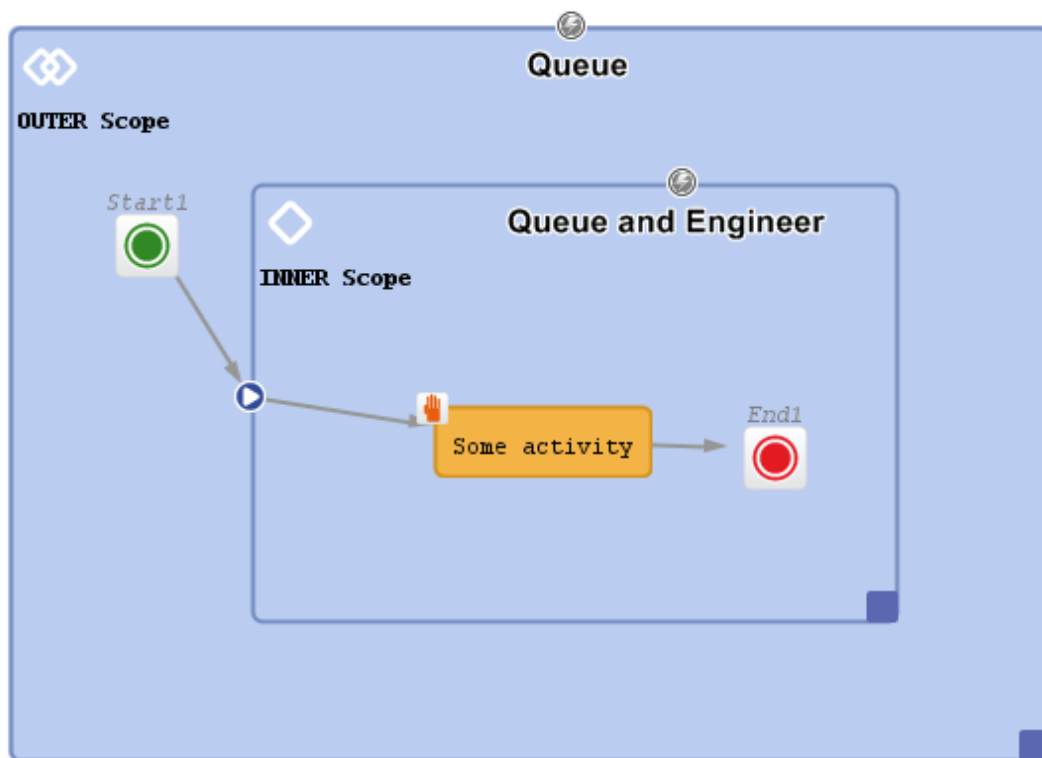 Queue
OUTER Scope
Start1
Queue and Engineer
INNER Scope
Some activity
End1